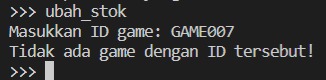 >>> ubah_stok
Masukkan ID game: GAME007
Tidak ada game dengan ID tersebut!
>>>